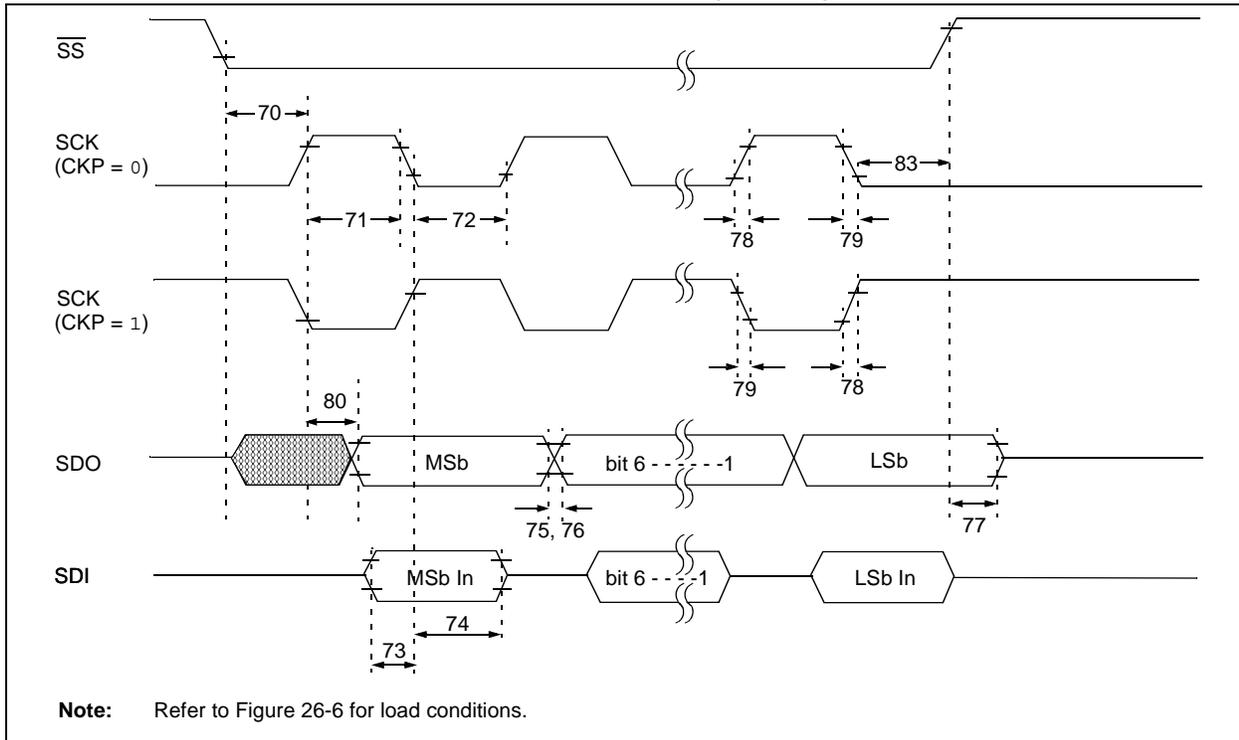 SS
70
SCK
(CKP = 0)
83
71
72
78
79
SCK
(CKP = 1)
79
78
80
SDO
MSb
bit 6 - - - - - -1
LSb
75, 76
77
SDI
MSb In
bit 6 - - - -1
LSb In
74
73
Note: Refer to Figure 26-6 for load conditions.